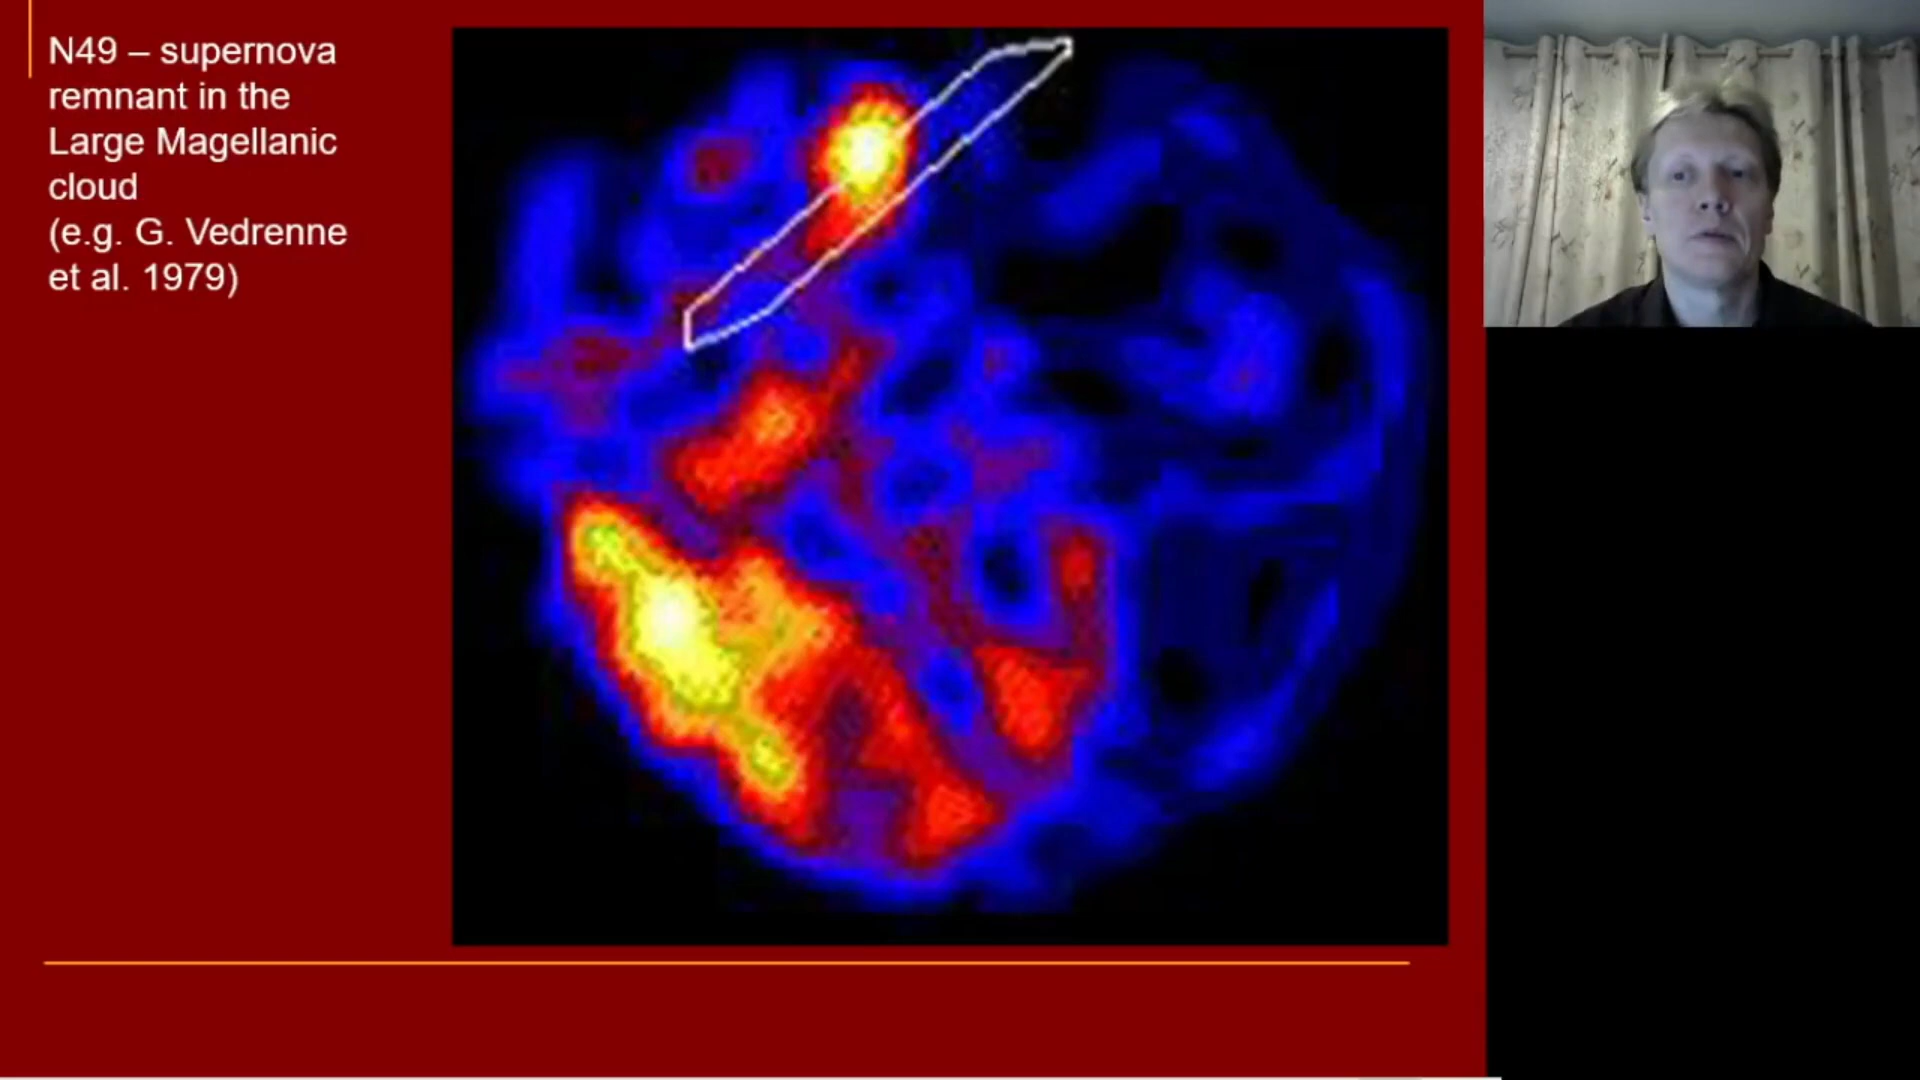 N49 – supernova
remnant in the
Large Magellanic
cloud
(e.g. G. Vedrenne
et al. 1979)